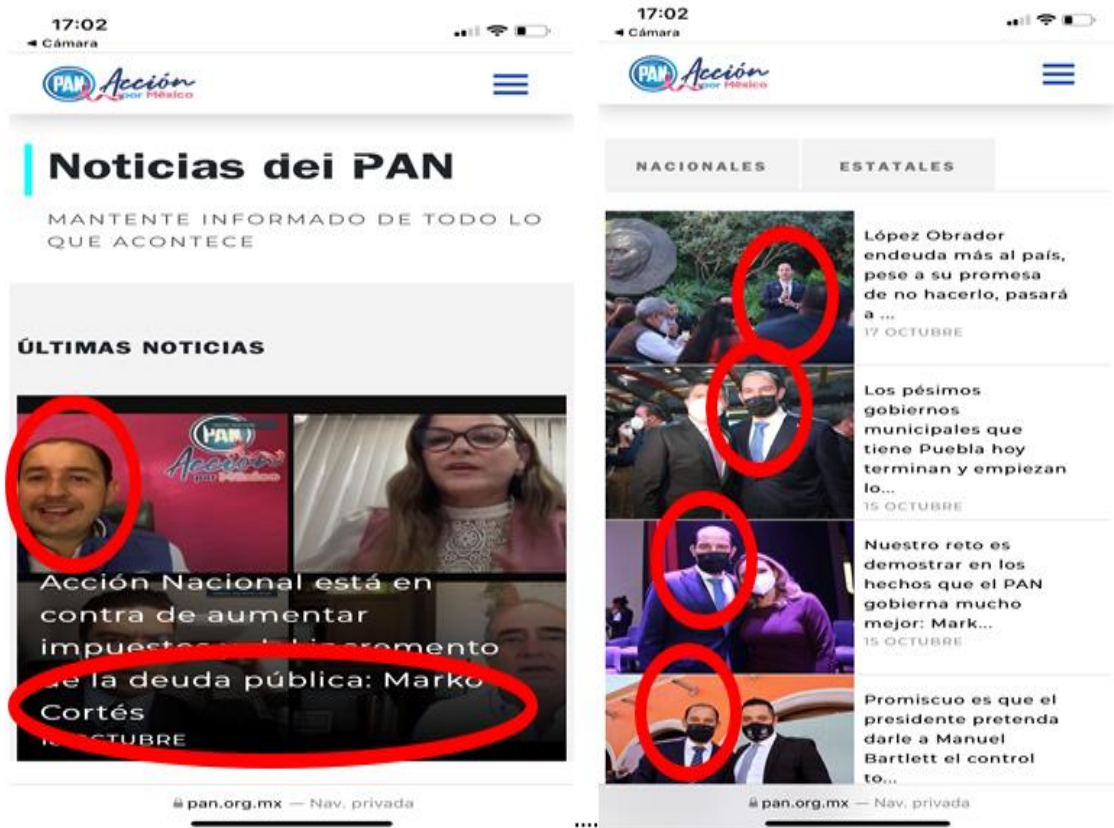 17:02
◄ Cámara
PAN Acción
por México
Noticias del PAN
MANTENTE INFORMADO DE TODO LO
QUE ACONTECE
ÚLTIMAS NOTICIAS
PAN
Acción
por México
Acción Nacional está en
contra de aumentar
impuestos y del incremento
de la deuda pública: Marko
Cortés
OCTUBRE
pan.org.mx — Nav. privada
17:02
◄ Cámara
PAN Acción
por México
NACIONALES
ESTATALES
López Obrador
endeuda más al país,
pese a su promesa
de no hacerlo, pasará
a ...
17 OCTUBRE
Los pésimos
gobiernos
municipales que
tiene Puebla hoy
terminan y empiezan
lo...
15 OCTUBRE
Nuestro reto es
demostrar en los
hechos que el PAN
gobierna mucho
mejor: Mark...
15 OCTUBRE
Promiscuo es que el
presidente pretenda
darle a Manuel
Bartlett el control
to...
pan.org.mx — Nav. privada